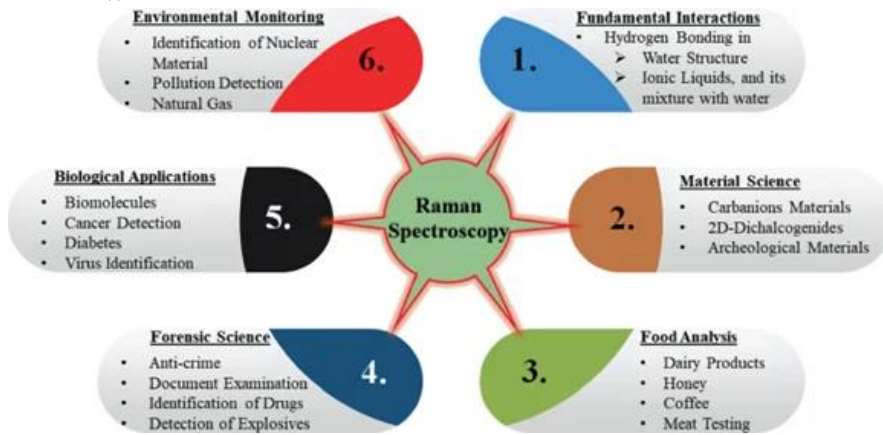 Environmental Monitoring
• Identification of Nuclear
Material
• Pollution Detection
• Natural Gas
6.
Fundamental Interactions
• Hydrogen Bonding in
➤ Water Structure
➤ Ionic Liquids, and its
mixture with water
1.
Biological Applications
• Biomolecules
• Cancer Detection
• Diabetes
• Virus Identification
5.
Raman
Spectroscopy
Material Science
• Carbanions Materials
• 2D-Dichalcogenides
• Archeological Materials
2.
Forensic Science
• Anti-crime
• Document Examination
• Identification of Drugs
• Detection of Explosives
4.
Food Analysis
• Dairy Products
• Honey
• Coffee
• Meat Testing
3.